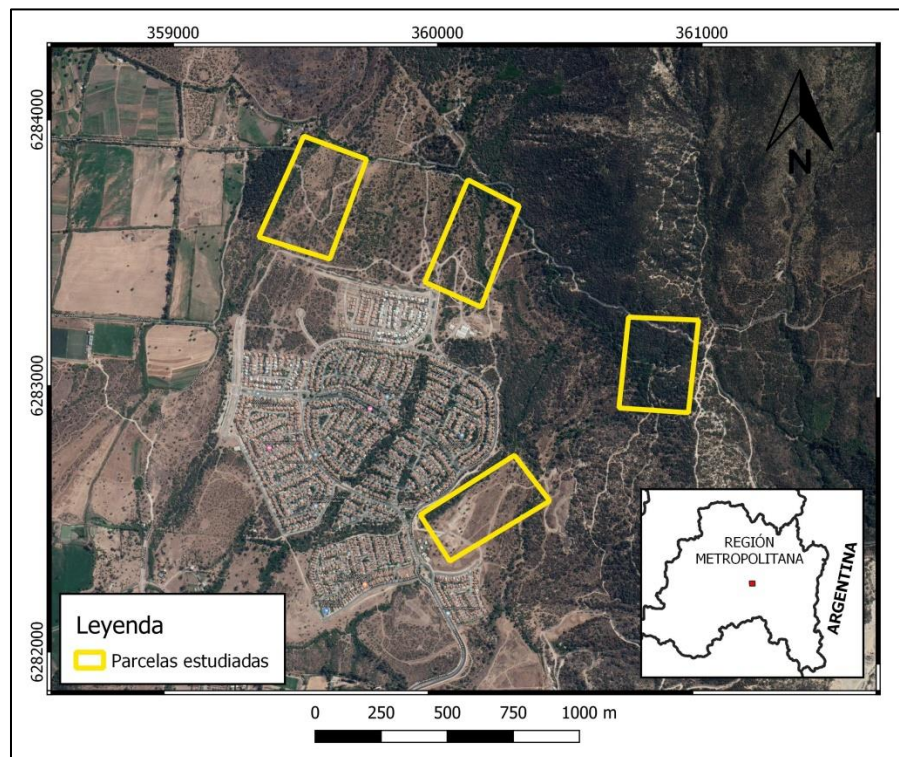 359000 360000 361000
6284000
6283000
6282000
N
Leyenda
Parcelas estudiadas
REGIÓN
METROPOLITANA
ARGENTINA
0 250 500 750 1000 m